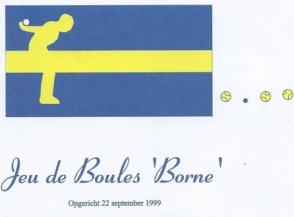 Jeu de Boules 'Borne'
Opgericht 22 september 1999